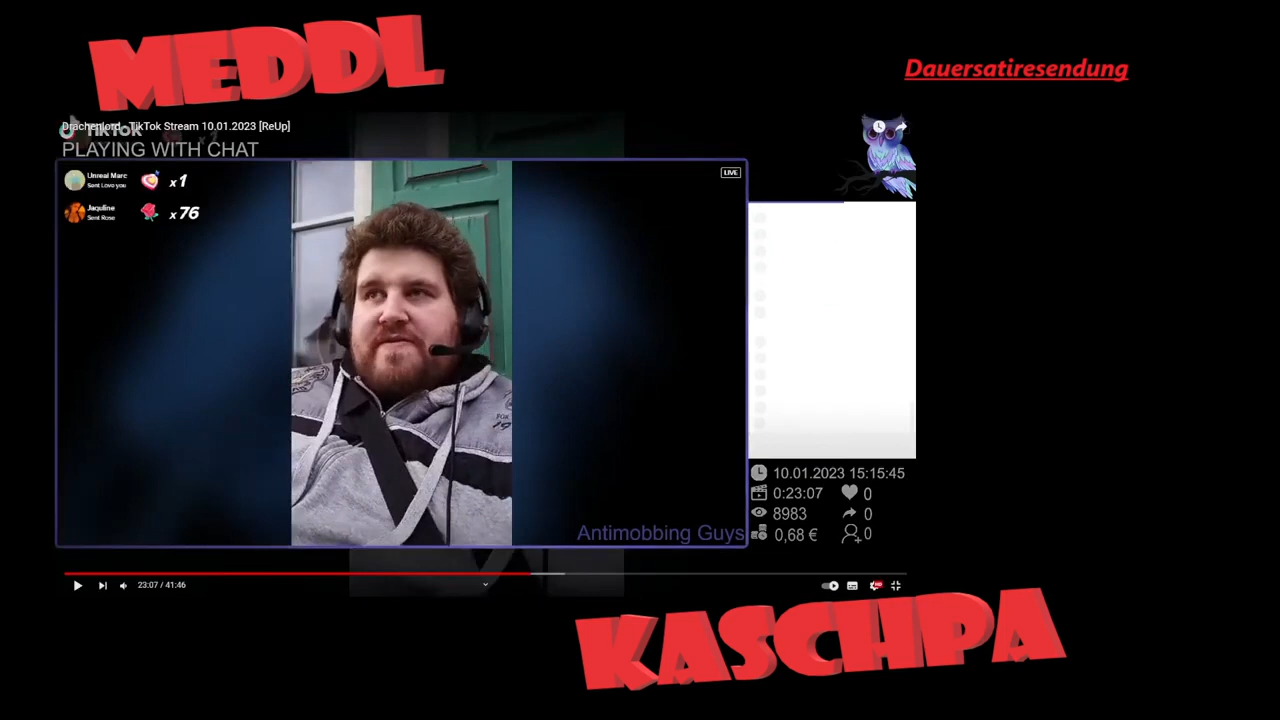 MEDDL
Dauersatiresendung
Drachenlord - TikTok Stream 10.01.2023 [ReUp]
TikTok
PLAYING WITH CHAT
Unreal Marc
Sent Love you
x1
Jaquline
Sent Rose
x76
LIVE
Antimobbing Guys
10.01.2023 15:15:45
0:23:07
0
8983
0
0,68 €
0
23:07 / 41:46
HD
KASCHPA